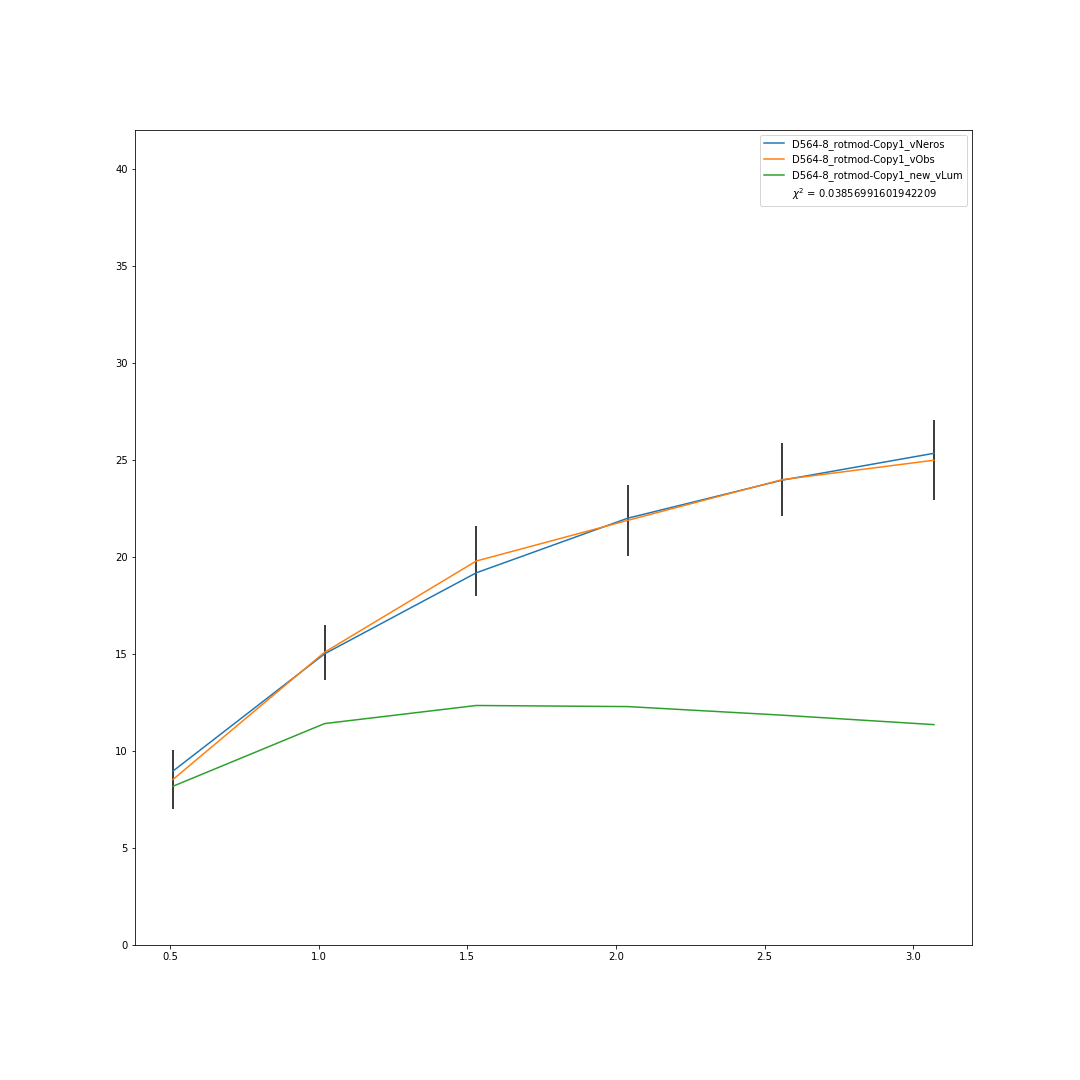 D564-8_rotmod-Copy1_vNeros
D564-8_rotmod-Copy1_vObs
D564-8_rotmod-Copy1_new_vLum
χ² = 0.03856991601942209
40
35
30
25
20
15
10
5
0
0.5 1.0 1.5 2.0 2.5 3.0